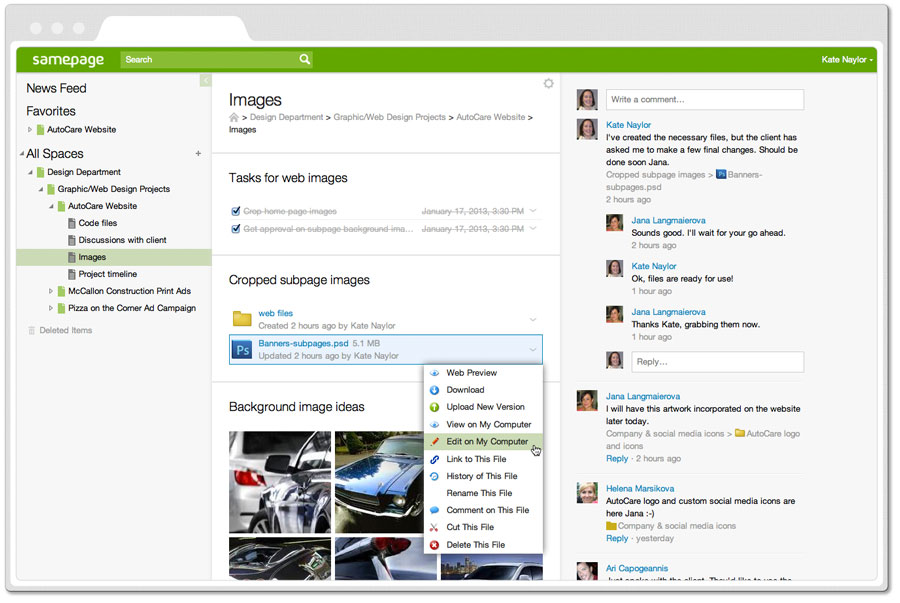 samepage
Search
Kate Naylor
News Feed
Favorites
AutoCare Website
All Spaces
+
Design Department
Graphic/Web Design Projects
AutoCare Website
Code files
Discussions with client
Images
Project timeline
McCallon Construction Print Ads
Pizza on the Corner Ad Campaign
Deleted Items
Images
> Design Department > Graphic/Web Design Projects > AutoCare Website >
Images
Tasks for web images
Crop home page images January 17, 2013, 3:30 PM
Get approval on subpage background ima... January 17, 2013, 3:30 PM
Cropped subpage images
web files
Created 2 hours ago by Kate Naylor
Ps Banners-subpages.psd 5.1 MB
Updated 2 hours ago by Kate Naylor
Web Preview
Download
Upload New Version
View on My Computer
Edit on My Computer
Link to This File
History of This File
Rename This File
Comment on This File
Cut This File
Delete This File
Background image ideas
Write a comment...
Kate Naylor
I've created the necessary files, but the client has
asked me to make a few final changes. Should be
done soon Jana.
Cropped subpage images > Ps Banners-
subpages.psd
2 hours ago
Jana Langmaierova
Sounds good. I'll wait for your go ahead.
2 hours ago
Kate Naylor
Ok, files are ready for use!
1 hour ago
Jana Langmaierova
Thanks Kate, grabbing them now.
1 hour ago
Reply...
Jana Langmaierova
I will have this artwork incorporated on the website
later today.
Company & social media icons > AutoCare logo
and icons
Reply · 2 hours ago
Helena Marsikova
AutoCare logo and custom social media icons are
here Jana :-)
Company & social media icons
Reply · yesterday
Ari Capogeannis
Just spoke with the client. They'd like to use the